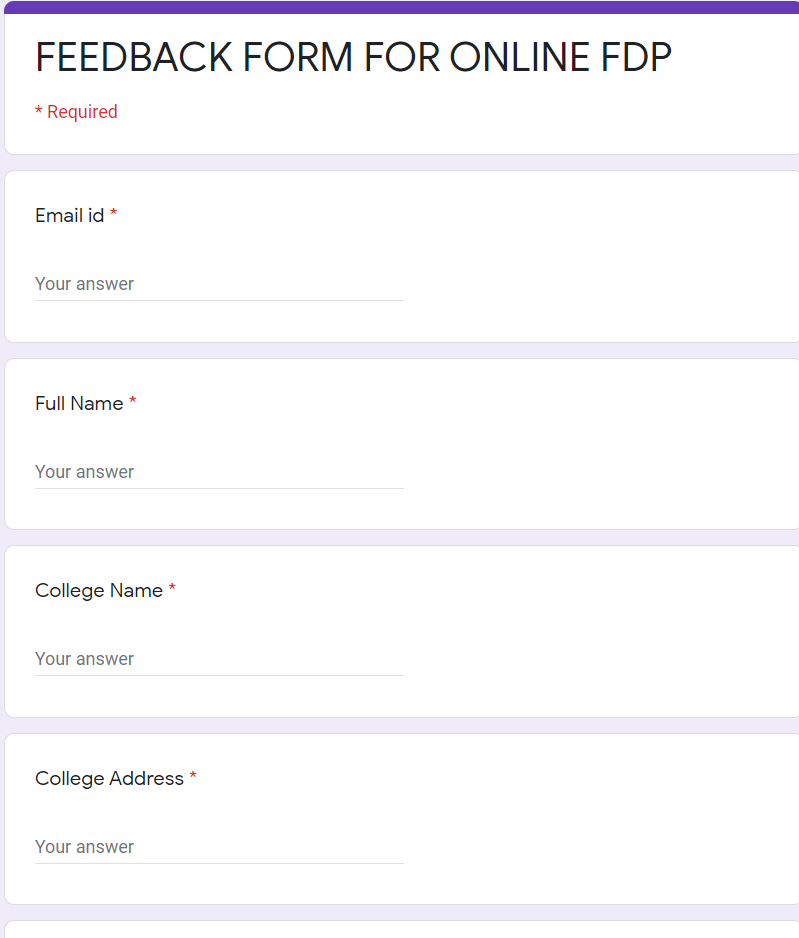 FEEDBACK FORM FOR ONLINE FDP
* Required
Email id *
Your answer
Full Name *
Your answer
College Name *
Your answer
College Address *
Your answer